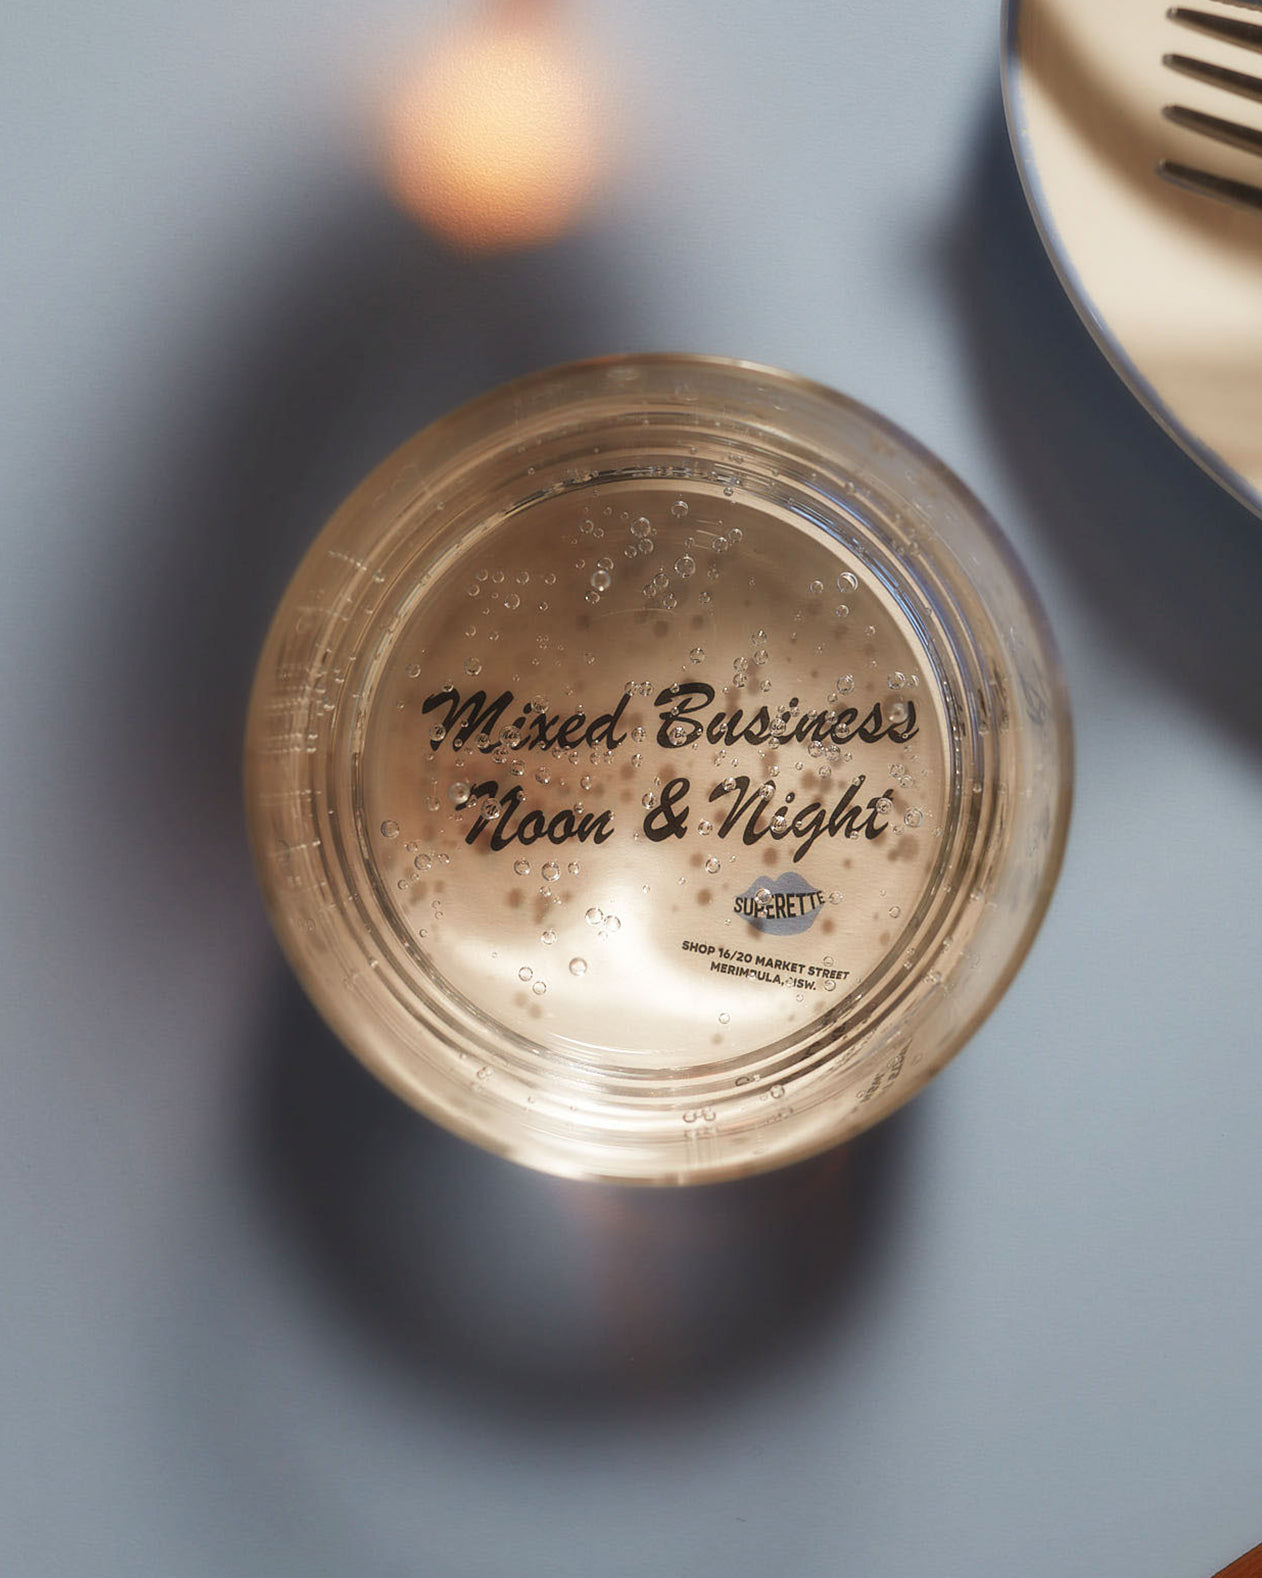 Mixed Business
Noon & Night
SUPERETTE
SHOP 16/20 MARKET STREET
MERIMBULA, NSW.